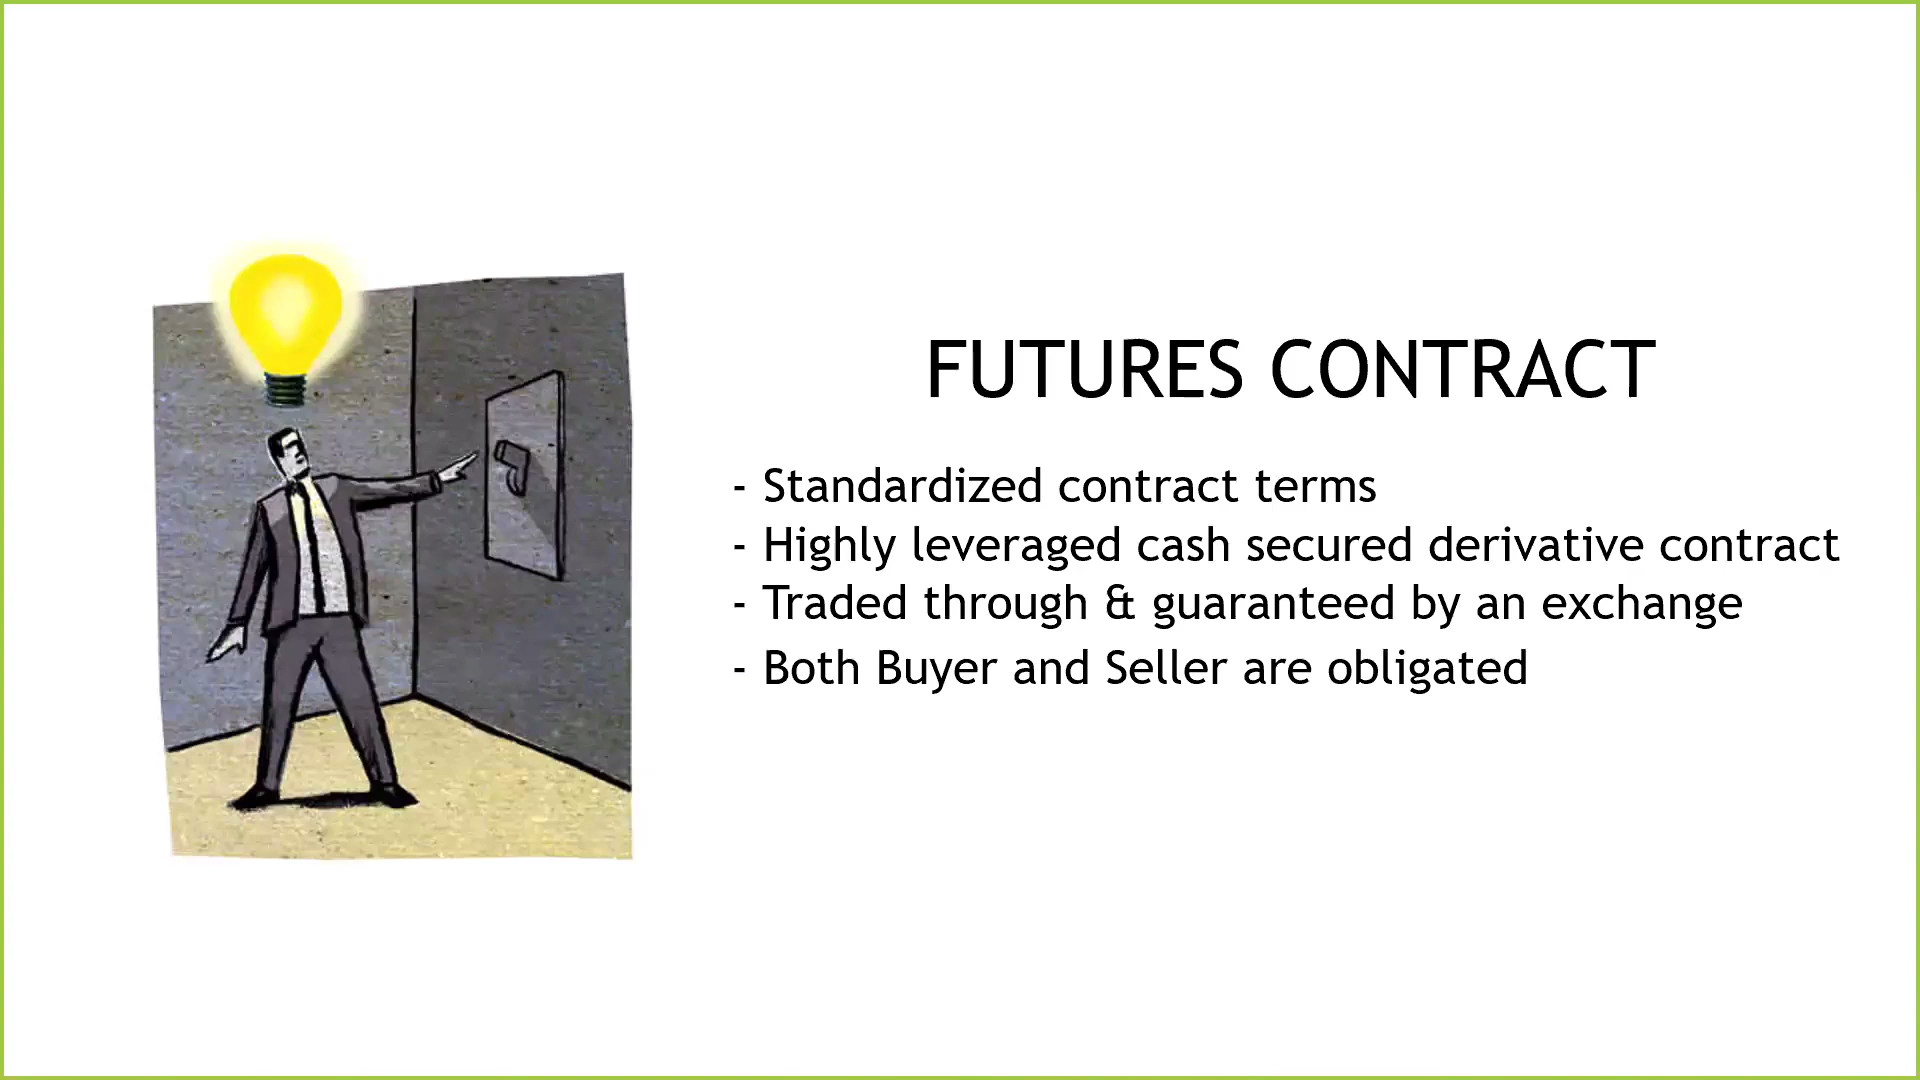 FUTURES CONTRACT
- Standardized contract terms
- Highly leveraged cash secured derivative contract
- Traded through & guaranteed by an exchange
- Both Buyer and Seller are obligated